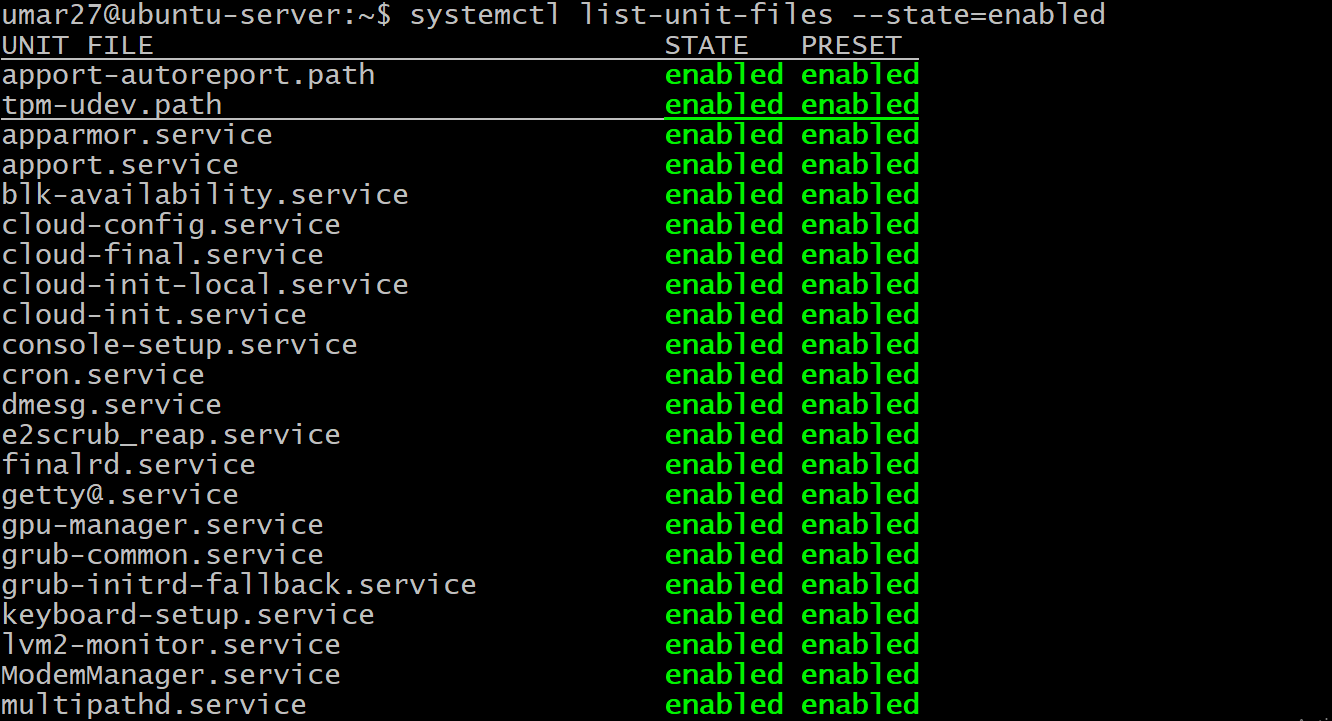 umar27@ubuntu-server:~$ systemctl list-unit-files --state=enabled
UNIT FILE STATE PRESET
apport-autoreport.path enabled enabled
tpm-udev.path enabled enabled
apparmor.service enabled enabled
apport.service enabled enabled
blk-availability.service enabled enabled
cloud-config.service enabled enabled
cloud-final.service enabled enabled
cloud-init-local.service enabled enabled
cloud-init.service enabled enabled
console-setup.service enabled enabled
cron.service enabled enabled
dmesg.service enabled enabled
e2scrub_reap.service enabled enabled
finalrd.service enabled enabled
getty@.service enabled enabled
gpu-manager.service enabled enabled
grub-common.service enabled enabled
grub-initrd-fallback.service enabled enabled
keyboard-setup.service enabled enabled
lvm2-monitor.service enabled enabled
ModemManager.service enabled enabled
multipathd.service enabled enabled